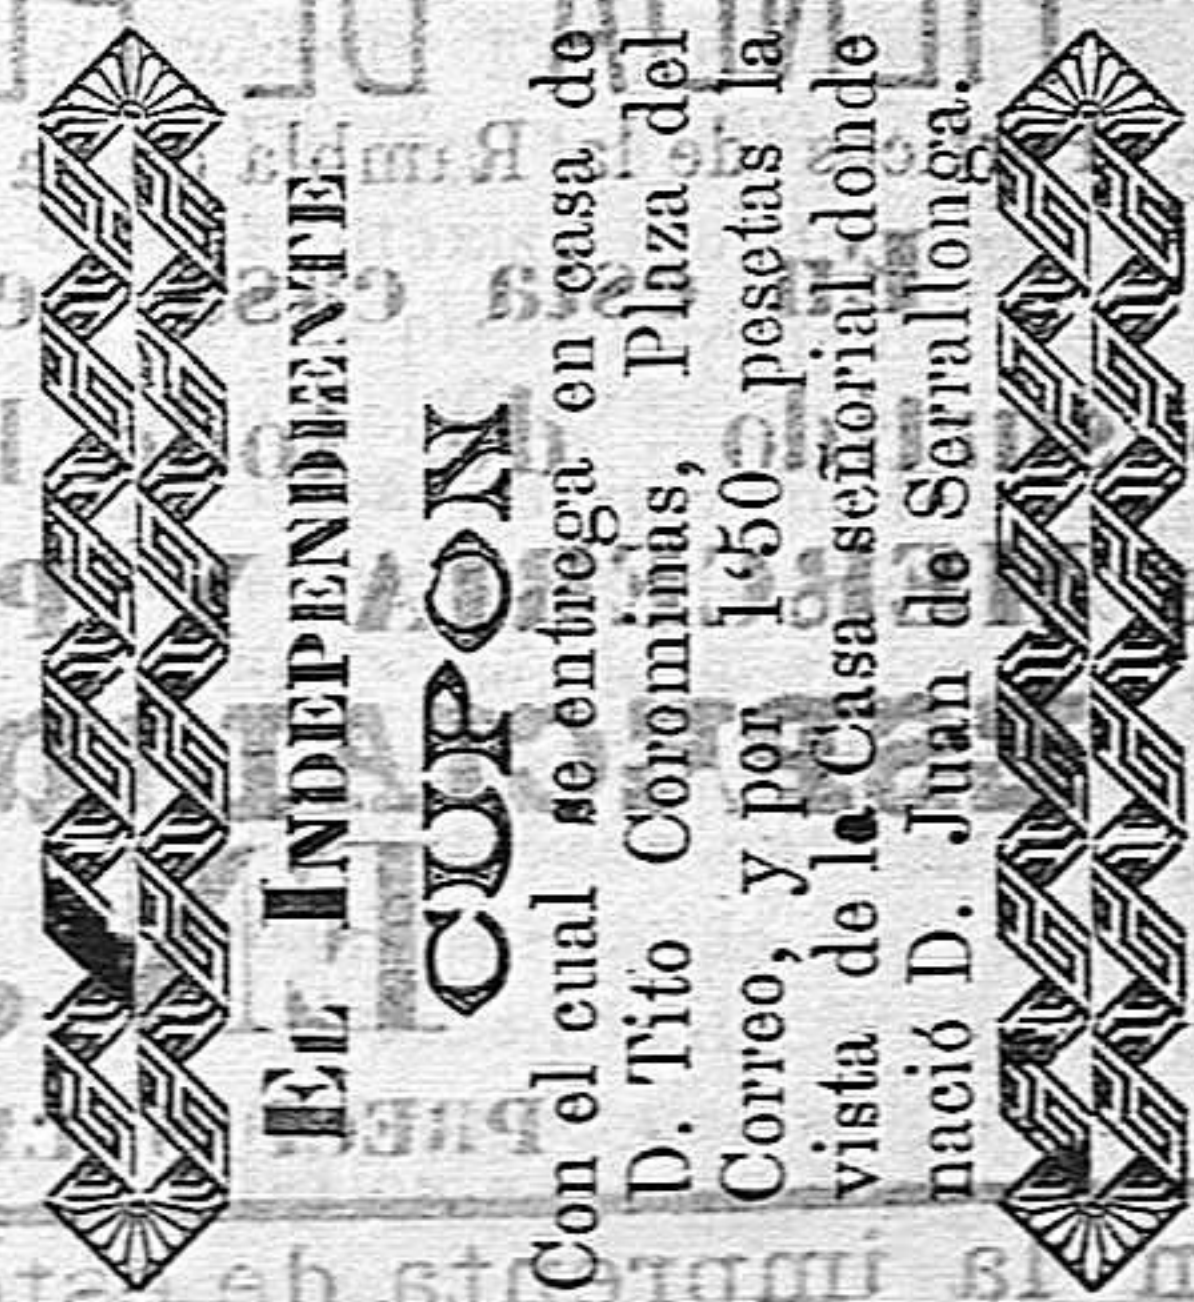 EL INDEPENDIENTE
CUPON
Con el cual se entrega en casa de
D. Tito Corominas, Plaza del
Correo, y por 1'50 pesetas la
vista de la Casa señorial donde
nació D. Juan de Serrallonga.